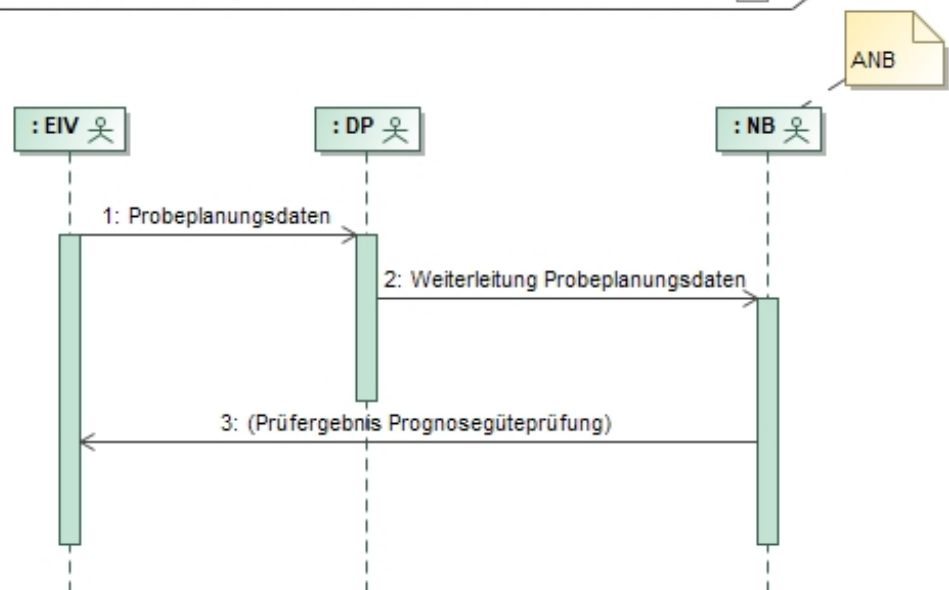 ANB
: EIV
: DP
: NB
1: Probeplanungsdaten
2: Weiterleitung Probeplanungsdaten
3: (Prüfergebnis Prognosegüteprüfung)